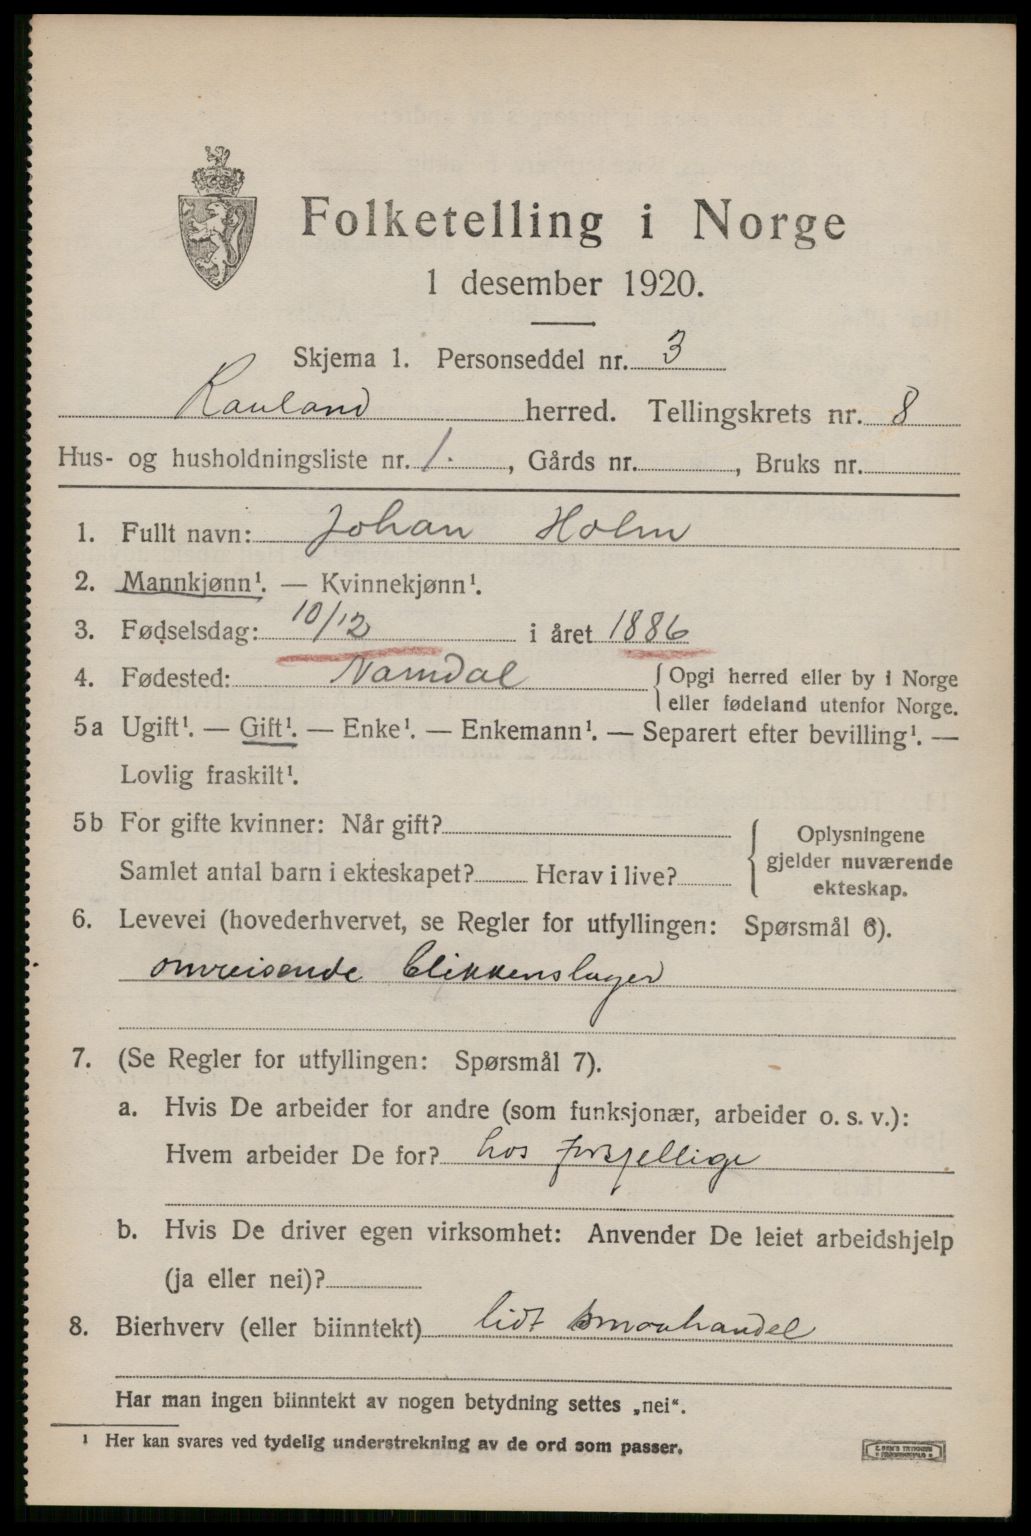 Folketelling i Norge
1 desember 1920.
Skjema 1. Personseddel nr. 3
Rauland herred. Tellingskrets nr. 8
Hus- og husholdningsliste nr. 1. , Gårds nr. , Bruks nr.
1. Fullt navn: Johan Holm
2. Mannkjønn¹. — Kvinnekjønn¹.
3. Fødselsdag: 10/12 i året 1886
4. Fødested: Namdal { Opgi herred eller by i Norge
eller fødeland utenfor Norge.
5a Ugift¹. — Gift¹. — Enke¹. — Enkemann¹. — Separert efter bevilling¹. —
Lovlig fraskilt¹.
5b For gifte kvinner: Når gift?
Samlet antal barn i ekteskapet? Herav i live?
{ Oplysningene
gjelder nuværende
ekteskap.
6. Levevei (hovederhvervet, se Regler for utfyllingen: Spørsmål 6).
omreisende blikkenslager
7. (Se Regler for utfyllingen: Spørsmål 7).
a. Hvis De arbeider for andre (som funksjonær, arbeider o. s. v.):
Hvem arbeider De for? hos forsjellige
b. Hvis De driver egen virksomhet: Anvender De leiet arbeidshjelp
(ja eller nei)?
8. Bierhverv (eller biinntekt) lidt smaahandel
Har man ingen biinntekt av nogen betydning settes „nei“.
¹ Her kan svares ved tydelig understrekning av de ord som passer.